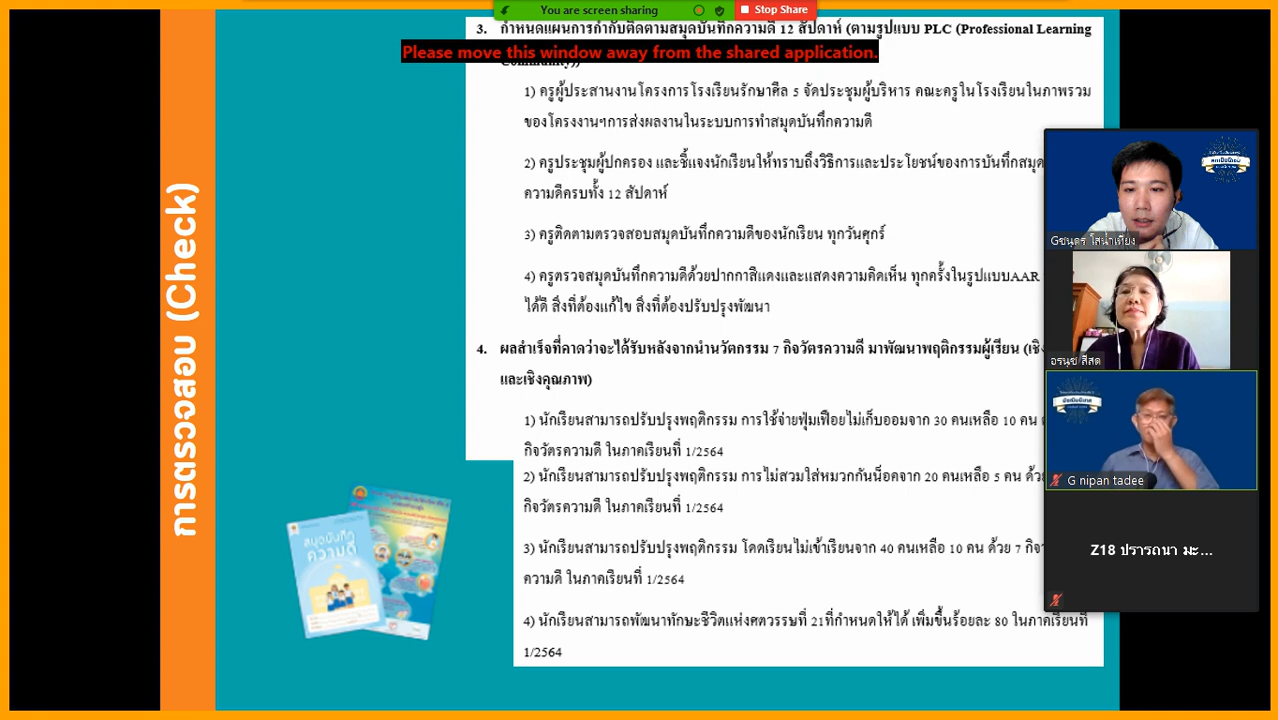 You are screen sharing
Stop Share
Please move this window away from the shared application.
3. กำหนดแผนการกำกับติดตามสมุดบันทึกความดี 12 สัปดาห์ (ตามรูปแบบ PLC (Professional Learning
Community))
1) ครูผู้ประสานงานโครงการโรงเรียนรักษาศีล 5 จัดประชุมผู้บริหาร คณะครูในโรงเรียนในภาพรวม
ของโครงงานฯการส่งผลงานในระบบการทำสมุดบันทึกความดี
2) ครูประชุมผู้ปกครอง และชี้แจงนักเรียนให้ทราบถึงวิธีการและประโยชน์ของการบันทึกสมุด
ความดีครบทั้ง 12 สัปดาห์
3) ครูติดตามตรวจสอบสมุดบันทึกความดีของนักเรียน ทุกวันศุกร์
4) ครูตรวจสมุดบันทึกความดีด้วยปากกาสีแดงและแสดงความคิดเห็น ทุกครั้งในรูปแบบAAR
ได้ดี สิ่งที่ต้องแก้ไข สิ่งที่ต้องปรับปรุงพัฒนา
4. ผลสำเร็จที่คาดว่าจะได้รับหลังจากนำนวัตกรรม 7 กิจวัตรความดี มาพัฒนาพฤติกรรมผู้เรียน (เชิง
และเชิงคุณภาพ)
1) นักเรียนสามารถปรับปรุงพฤติกรรม การใช้จ่ายฟุ่มเฟือยไม่เก็บออมจาก 30 คนเหลือ 10 คน
กิจวัตรความดี ในภาคเรียนที่ 1/2564
2) นักเรียนสามารถปรับปรุงพฤติกรรม การไม่สวมใส่หมวกกันน็อคจาก 20 คนเหลือ 5 คน ด้วย
กิจวัตรความดี ในภาคเรียนที่ 1/2564
3) นักเรียนสามารถปรับปรุงพฤติกรรม โดดเรียนไม่เข้าเรียนจาก 40 คนเหลือ 10 คน ด้วย 7 กิจ
ความดี ในภาคเรียนที่ 1/2564
4) นักเรียนสามารถพัฒนาทักษะชีวิตแห่งศตวรรษที่ 21ที่กำหนดให้ได้ เพิ่มขึ้นร้อยละ 80 ในภาคเรียนที่
1/2564
การตรวจสอบ (Check)
สมุดบันทึก
ความดี
Gชนุตร โสน้ำเที่ยง
อรนุช สีสด
G nipan tadee
Z18 ปรารถนา มะ...